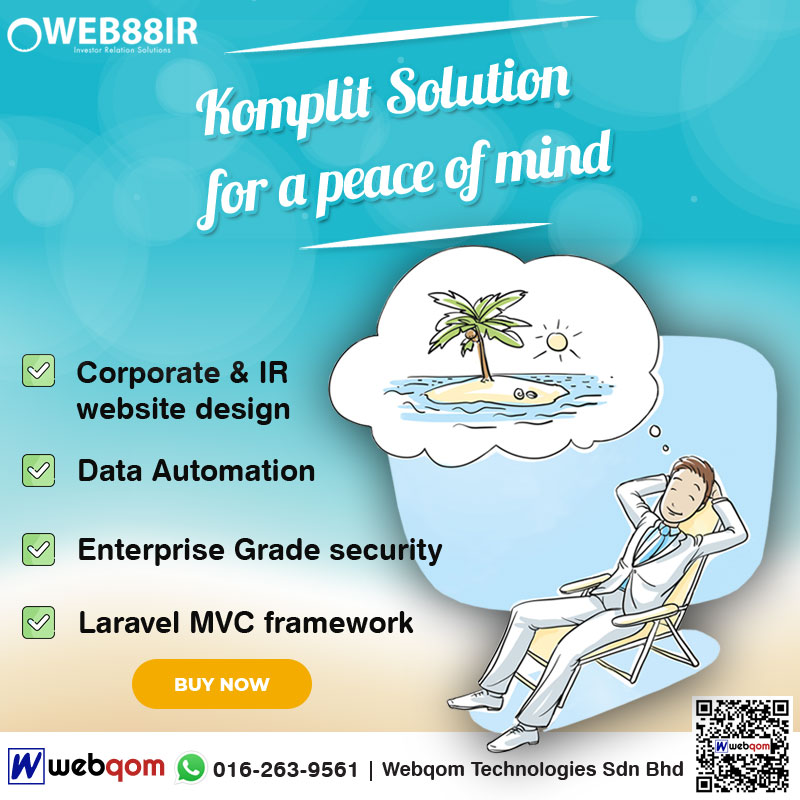 WEB88IR
Investor Relation Solutions
Komplit Solution
for a peace of mind
Corporate & IR
website design
Data Automation
Enterprise Grade security
Laravel MVC framework
BUY NOW
W webqom 016-263-9561 | Webqom Technologies Sdn Bhd
W webqom